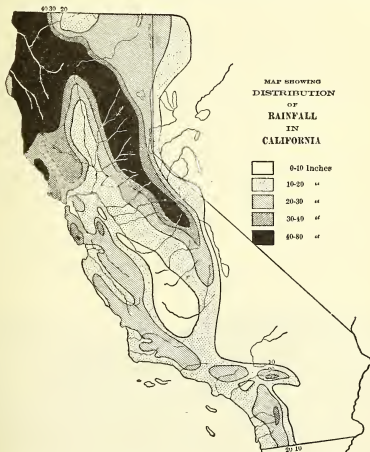 40 30 20
MAP SHOWING
DISTRIBUTION
OF
RAINFALL
IN
CALIFORNIA
0-10 Inches
10-20 "
20-30 "
30-40 "
40-80 "
10
20 10